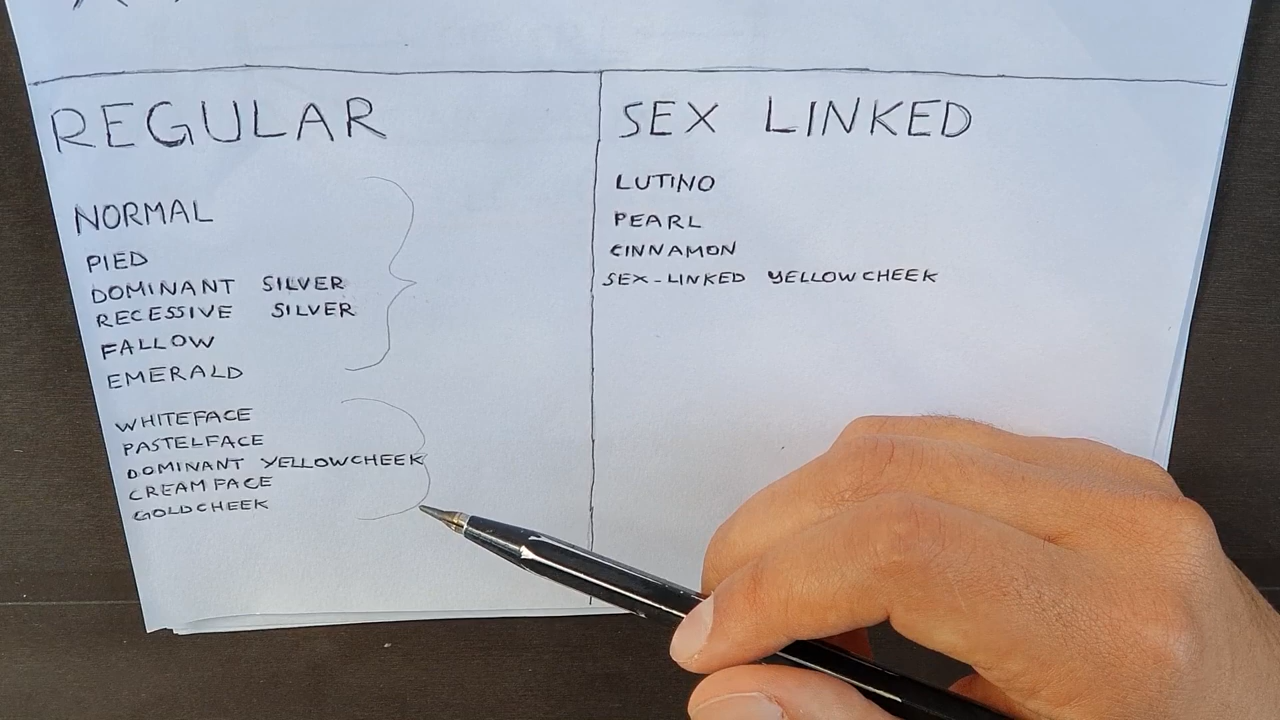 REGULAR
NORMAL
PIED
DOMINANT SILVER
RECESSIVE SILVER
FALLOW
EMERALD
WHITEFACE
PASTELFACE
DOMINANT YELLOWCHEEK
CREAMFACE
GOLDCHEEK
SEX LINKED
LUTINO
PEARL
CINNAMON
SEX-LINKED YELLOWCHEEK